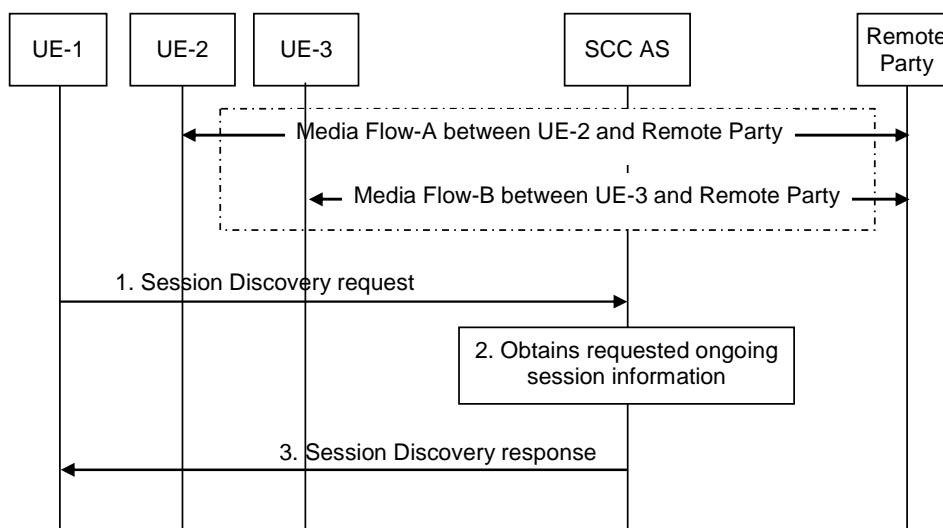 UE-1
UE-2
UE-3
SCC AS
Remote
Party
Media Flow-A between UE-2 and Remote Party
Media Flow-B between UE-3 and Remote Party
1. Session Discovery request
2. Obtains requested ongoing
session information
3. Session Discovery response